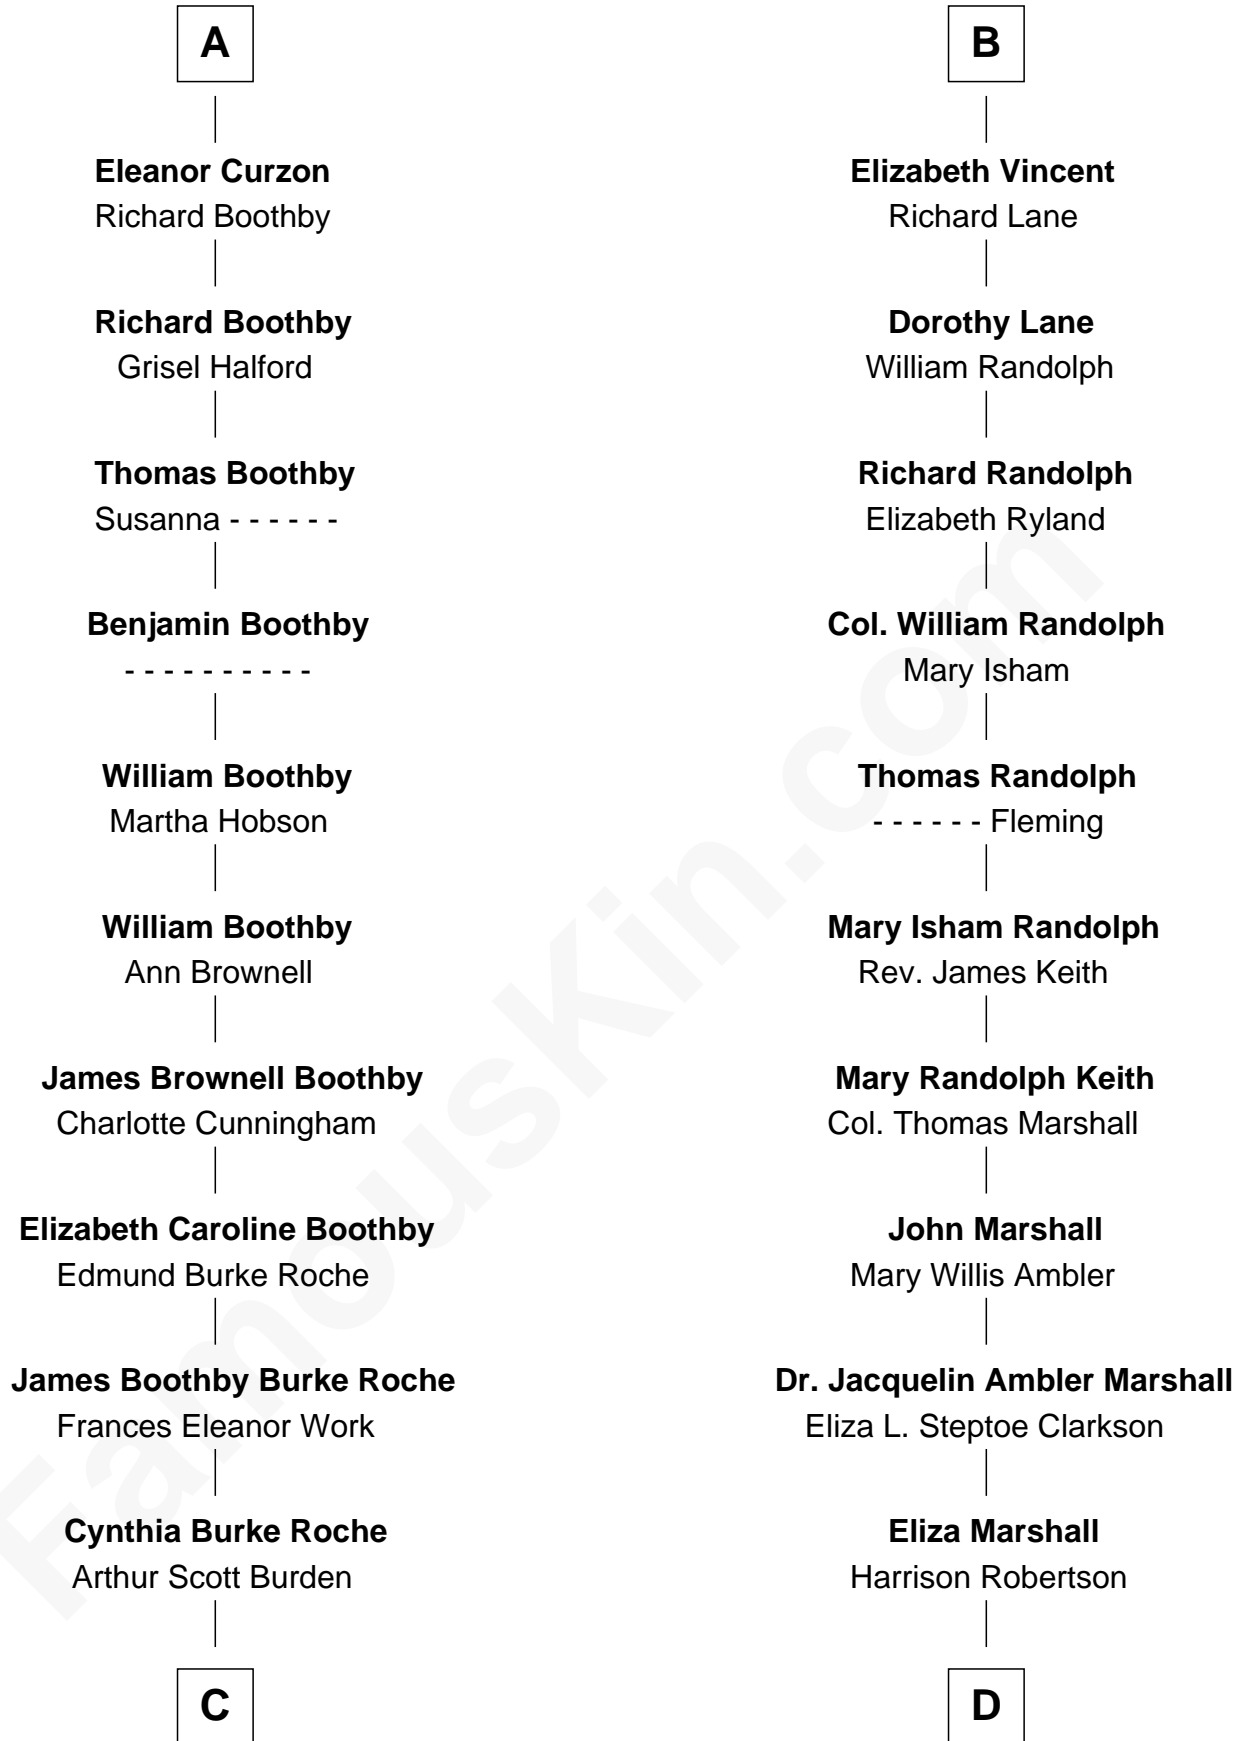 A
Eleanor Curzon
Richard Boothby
Richard Boothby
Grisel Halford
Thomas Boothby
Susanna - - - - - -
Benjamin Boothby
- - - - - - - - - -
William Boothby
Martha Hobson
William Boothby
Ann Brownell
James Brownell Boothby
Charlotte Cunningham
Elizabeth Caroline Boothby
Edmund Burke Roche
James Boothby Burke Roche
Frances Eleanor Work
Cynthia Burke Roche
Arthur Scott Burden
C
B
Elizabeth Vincent
Richard Lane
Dorothy Lane
William Randolph
Richard Randolph
Elizabeth Ryland
Col. William Randolph
Mary Isham
Thomas Randolph
- - - - - - Fleming
Mary Isham Randolph
Rev. James Keith
Mary Randolph Keith
Col. Thomas Marshall
John Marshall
Mary Willis Ambler
Dr. Jacquelin Ambler Marshall
Eliza L. Steptoe Clarkson
Eliza Marshall
Harrison Robertson
D
FamousKin.com